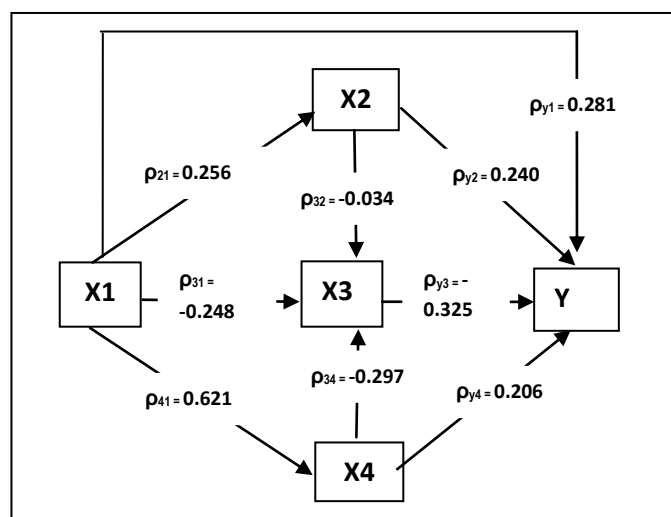 X2
ρy1 = 0.281
ρ21 = 0.256
ρy2 = 0.240
ρ32 = -0.034
X1
ρ31 =
-0.248
X3
ρy3 = -
0.325
Y
ρ34 = -0.297
ρ41 = 0.621
ρy4 = 0.206
X4